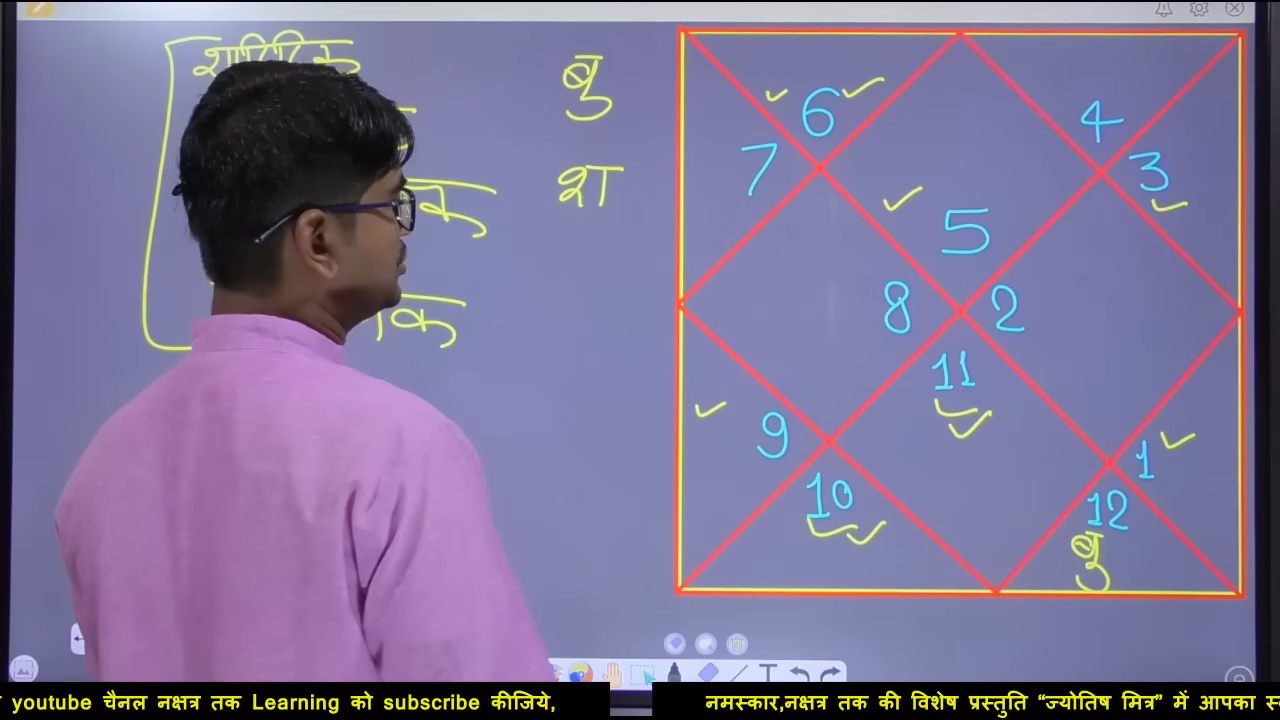 शारीरिक
क
क
बु
श
6
7
4
3
5
8
2
11
9
10
1
12
बु
youtube चैनल नक्षत्र तक Learning को subscribe कीजिये,
नमस्कार,नक्षत्र तक की विशेष प्रस्तुति “ज्योतिष मित्र” में आपका